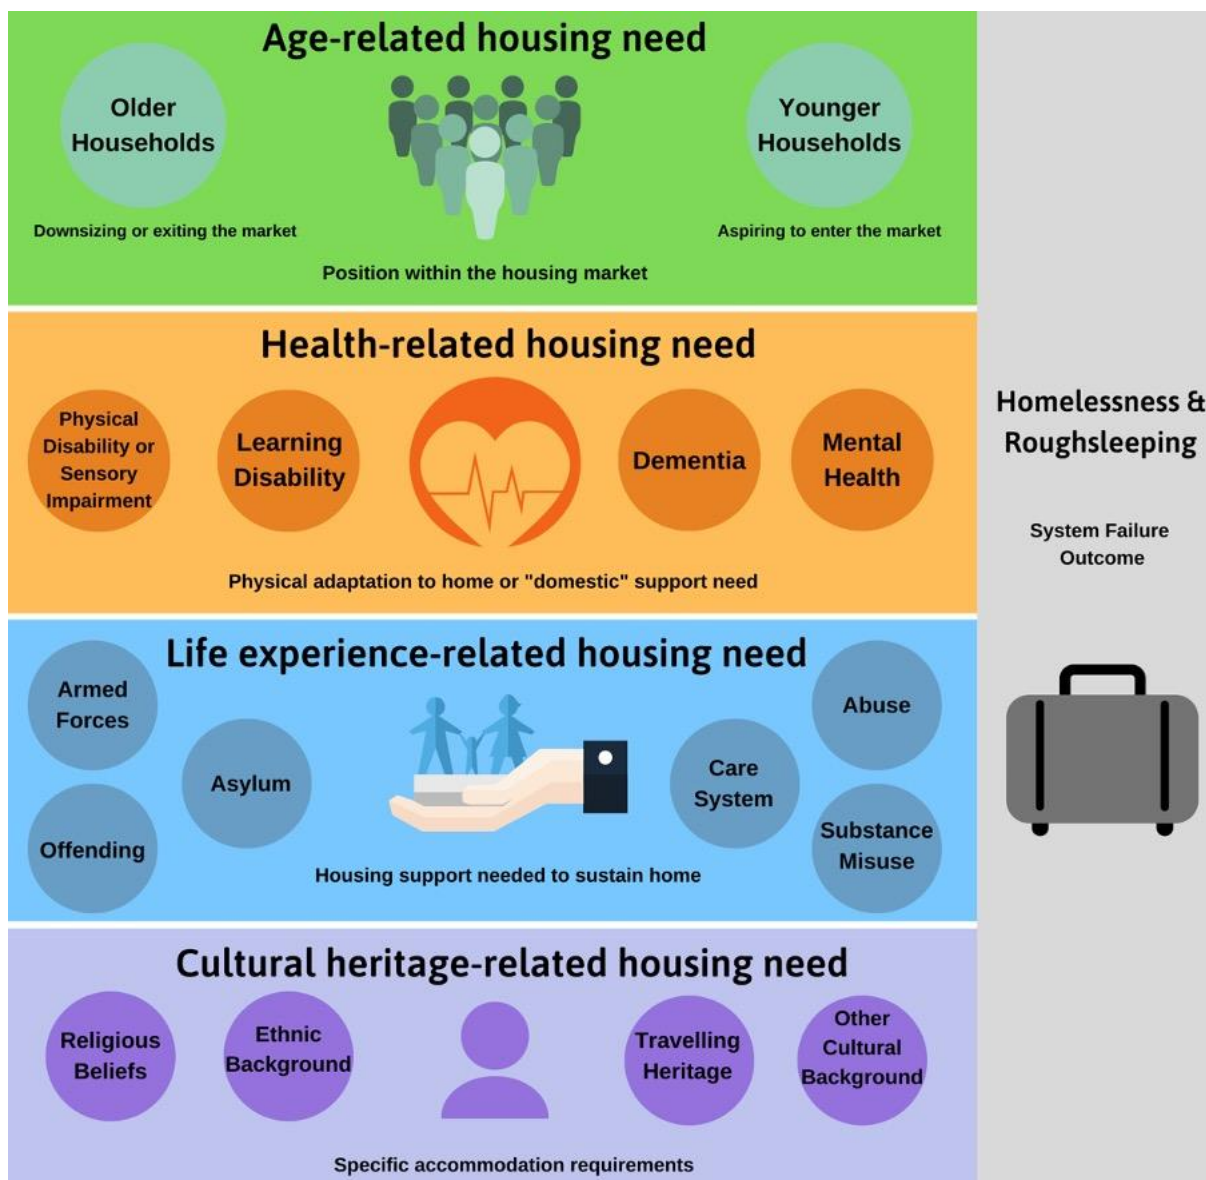 Age-related housing need
Older
Households
Younger
Households
Downsizing or exiting the market
Aspiring to enter the market
Position within the housing market
Health-related housing need
Physical
Disability or
Sensory
Impairment
Learning
Disability
Dementia
Mental
Health
Physical adaptation to home or "domestic" support need
Life experience-related housing need
Armed
Forces
Offending
Asylum
Care
System
Abuse
Substance
Misuse
Housing support needed to sustain home
Cultural heritage-related housing need
Religious
Beliefs
Ethnic
Background
Travelling
Heritage
Other
Cultural
Background
Specific accommodation requirements
Homelessness &
Roughsleeping
System Failure
Outcome